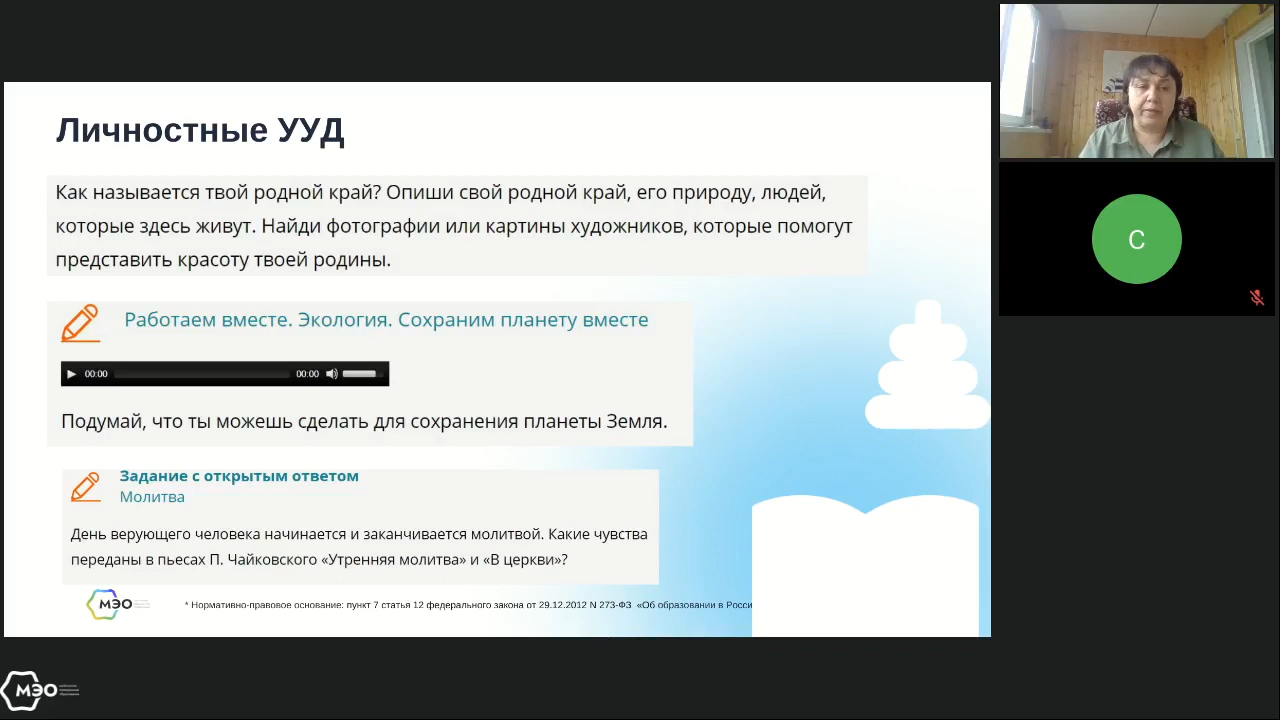 Личностные УУД
Как называется твой родной край? Опиши свой родной край, его природу, людей,
которые здесь живут. Найди фотографии или картины художников, которые помогут
представить красоту твоей родины.
Работаем вместе. Экология. Сохраним планету вместе
00:00 00:00
Подумай, что ты можешь сделать для сохранения планеты Земля.
Задание с открытым ответом
Молитва
День верующего человека начинается и заканчивается молитвой. Какие чувства
переданы в пьесах П. Чайковского «Утренняя молитва» и «В церкви»?
МЭО
* Нормативно-правовое основание: пункт 7 статья 12 федерального закона от 29.12.2012 N 273-ФЗ «Об образовании в Росси
С
МЭО